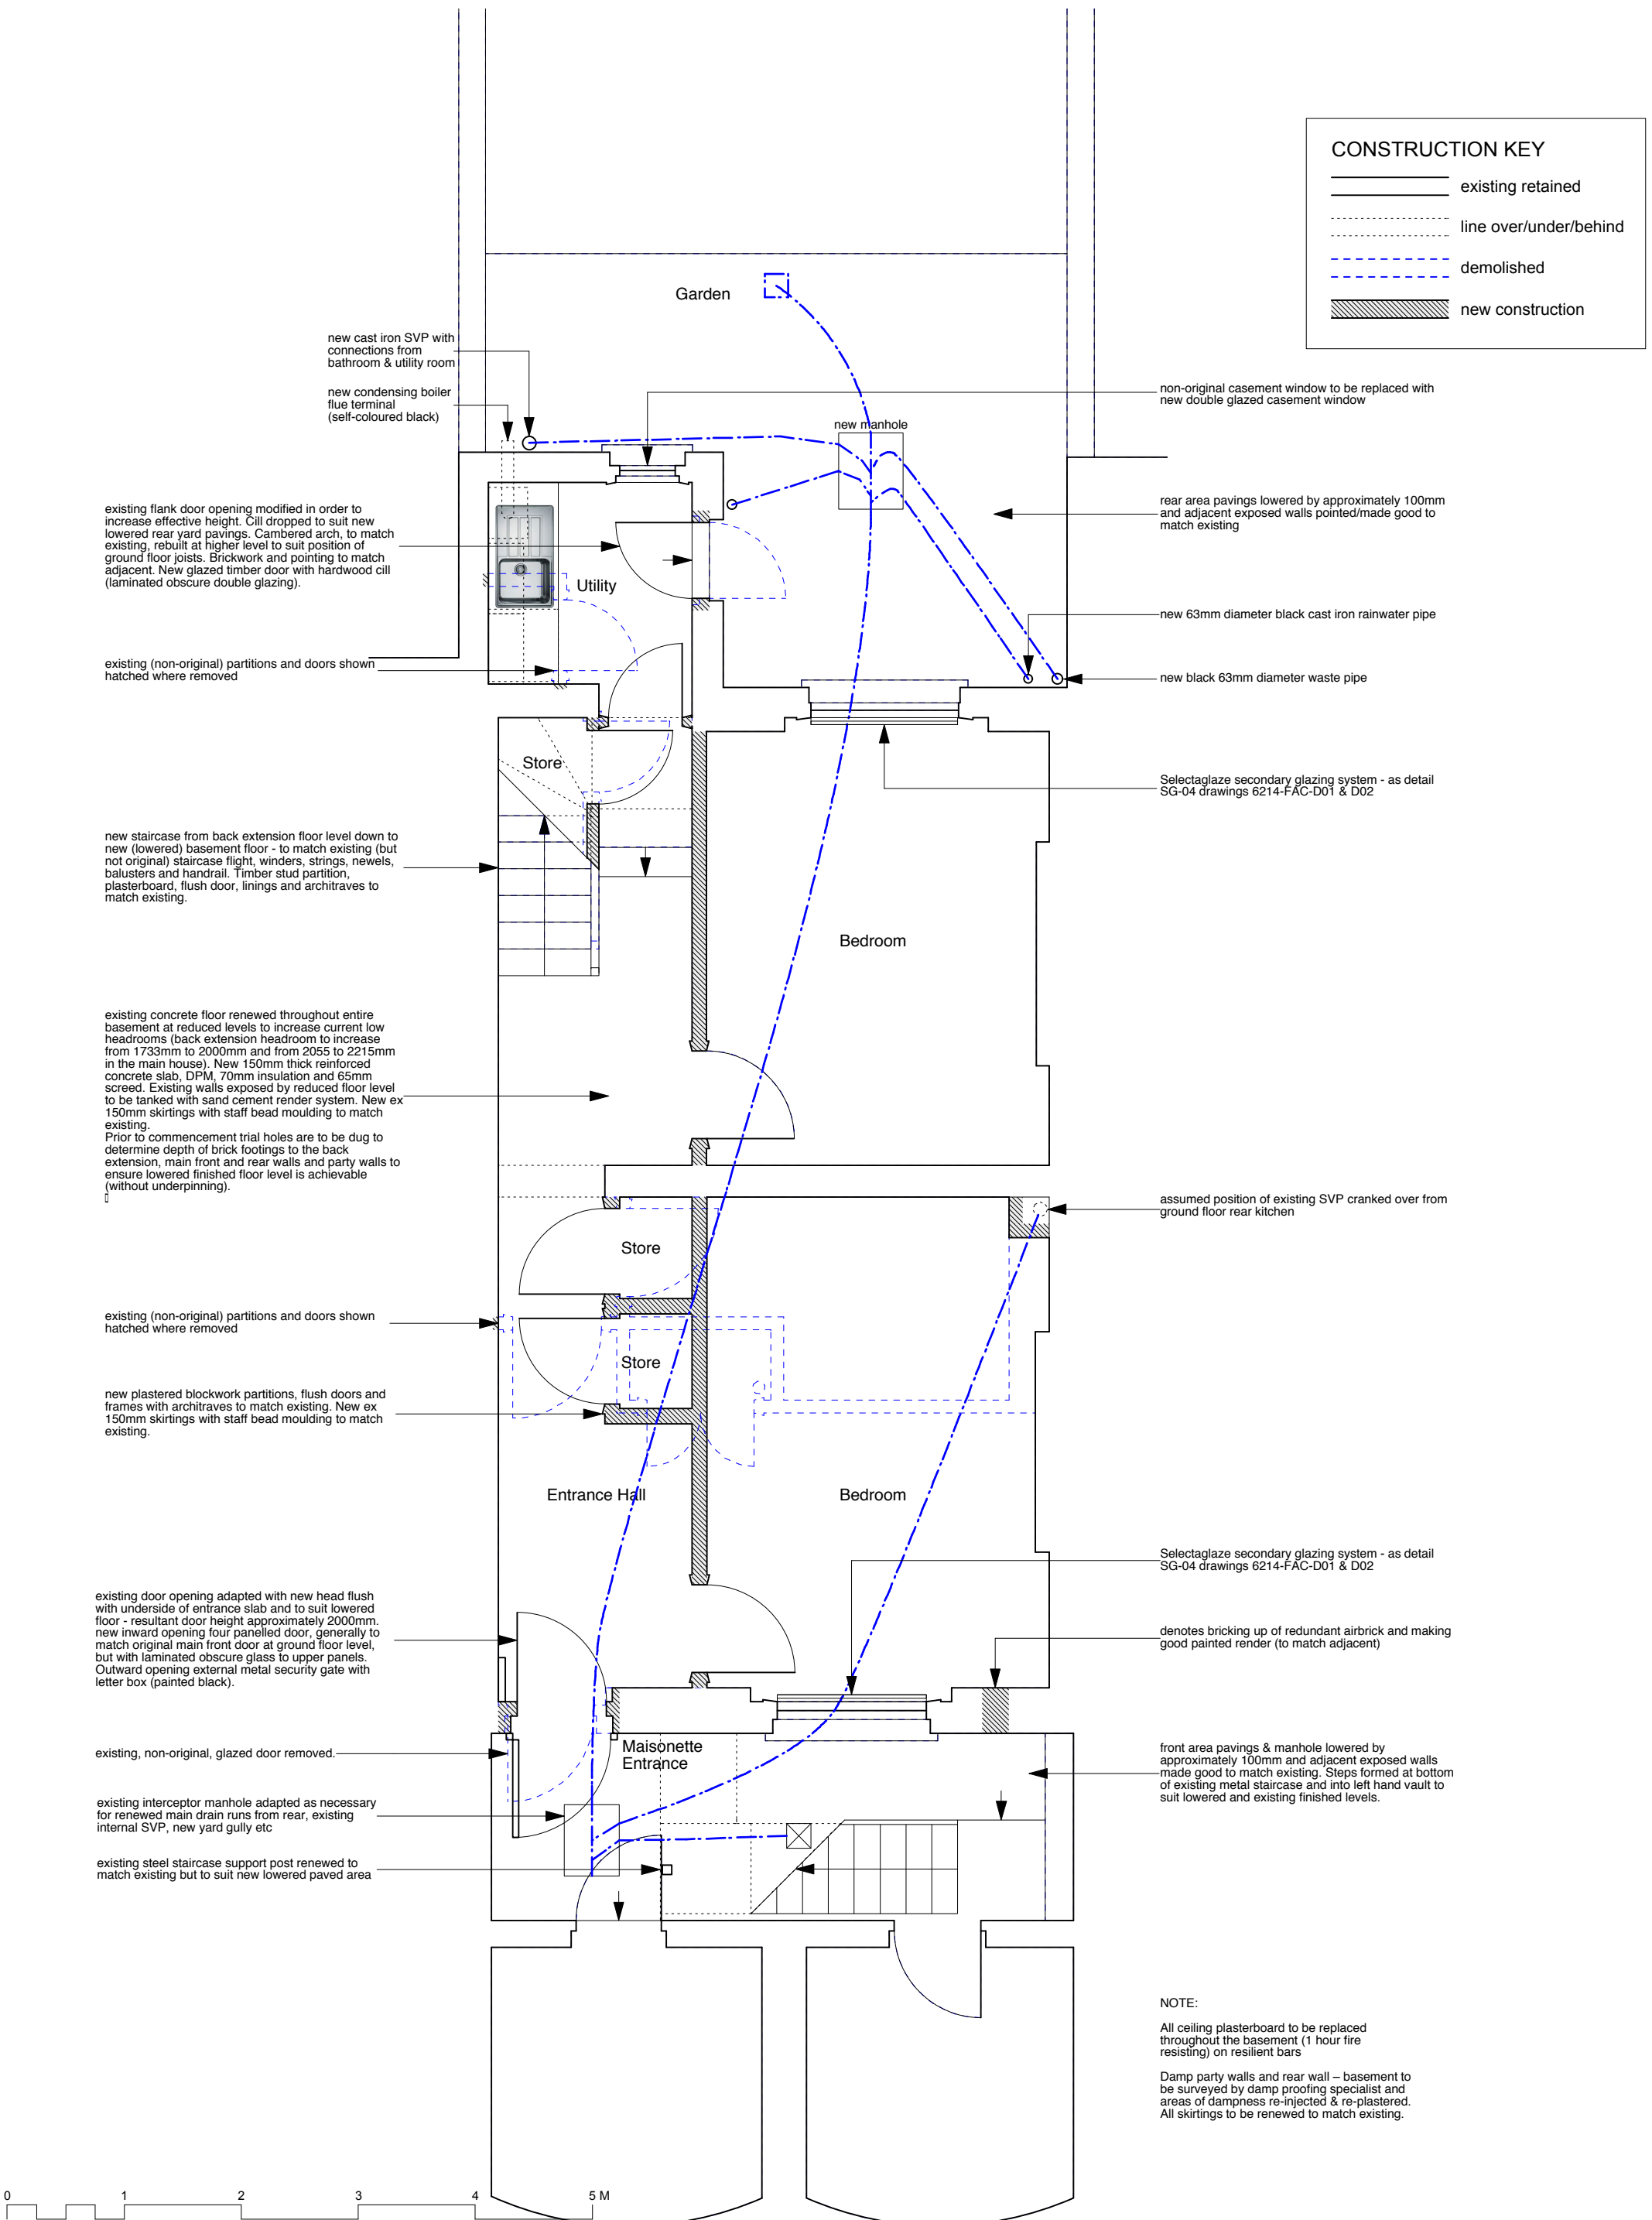 CONSTRUCTION KEY
existing retained
line over/under/behind
demolished
new construction
Garden
new cast iron SVP with
connections from
bathroom & utility room
new condensing boiler
flue terminal
(self-coloured black)
new manhole
non-original casement window to be replaced with
new double glazed casement window
existing flank door opening modified in order to
increase effective height. Cill dropped to suit new
lowered rear yard pavings. Cambered arch, to match
existing, rebuilt at higher level to suit position of
ground floor joists. Brickwork and pointing to match
adjacent. New glazed timber door with hardwood cill
(laminated obscure double glazing).
rear area pavings lowered by approximately 100mm
and adjacent exposed walls pointed/made good to
match existing
Utility
new 63mm diameter black cast iron rainwater pipe
existing (non-original) partitions and doors shown
hatched where removed
new black 63mm diameter waste pipe
Store
Selectaglaze secondary glazing system - as detail
SG-04 drawings 6214-FAC-D01 & D02
new staircase from back extension floor level down to
new (lowered) basement floor - to match existing (but
not original) staircase flight, winders, strings, newels,
balusters and handrail. Timber stud partition,
plasterboard, flush door, linings and architraves to
match existing.
Bedroom
existing concrete floor renewed throughout entire
basement at reduced levels to increase current low
headrooms (back extension headroom to increase
from 1733mm to 2000mm and from 2055 to 2215mm
in the main house). New 150mm thick reinforced
concrete slab, DPM, 70mm insulation and 65mm
screed. Existing walls exposed by reduced floor level
to be tanked with sand cement render system. New ex
150mm skirtings with staff bead moulding to match
existing.
Prior to commencement trial holes are to be dug to
determine depth of brick footings to the back
extension, main front and rear walls and party walls to
ensure lowered finished floor level is achievable
(without underpinning).
assumed position of existing SVP cranked over from
ground floor rear kitchen
Store
existing (non-original) partitions and doors shown
hatched where removed
Store
new plastered blockwork partitions, flush doors and
frames with architraves to match existing. New ex
150mm skirtings with staff bead moulding to match
existing.
Entrance Hall
Bedroom
Selectaglaze secondary glazing system - as detail
SG-04 drawings 6214-FAC-D01 & D02
existing door opening adapted with new head flush
with underside of entrance slab and to suit lowered
floor - resultant door height approximately 2000mm.
new inward opening four panelled door, generally to
match original main front door at ground floor level,
but with laminated obscure glass to upper panels.
Outward opening external metal security gate with
letter box (painted black).
denotes bricking up of redundant airbrick and making
good painted render (to match adjacent)
existing, non-original, glazed door removed.
Maisonette
Entrance
front area pavings & manhole lowered by
approximately 100mm and adjacent exposed walls
made good to match existing. Steps formed at bottom
of existing metal staircase and into left hand vault to
suit lowered and existing finished levels.
existing interceptor manhole adapted as necessary
for renewed main drain runs from rear, existing
internal SVP, new yard gully etc
existing steel staircase support post renewed to
match existing but to suit new lowered paved area
NOTE:
All ceiling plasterboard to be replaced
throughout the basement (1 hour fire
resisting) on resilient bars
Damp party walls and rear wall – basement to
be surveyed by damp proofing specialist and
areas of dampness re-injected & re-plastered.
All skirtings to be renewed to match existing.
0 1 2 3 4 5 M